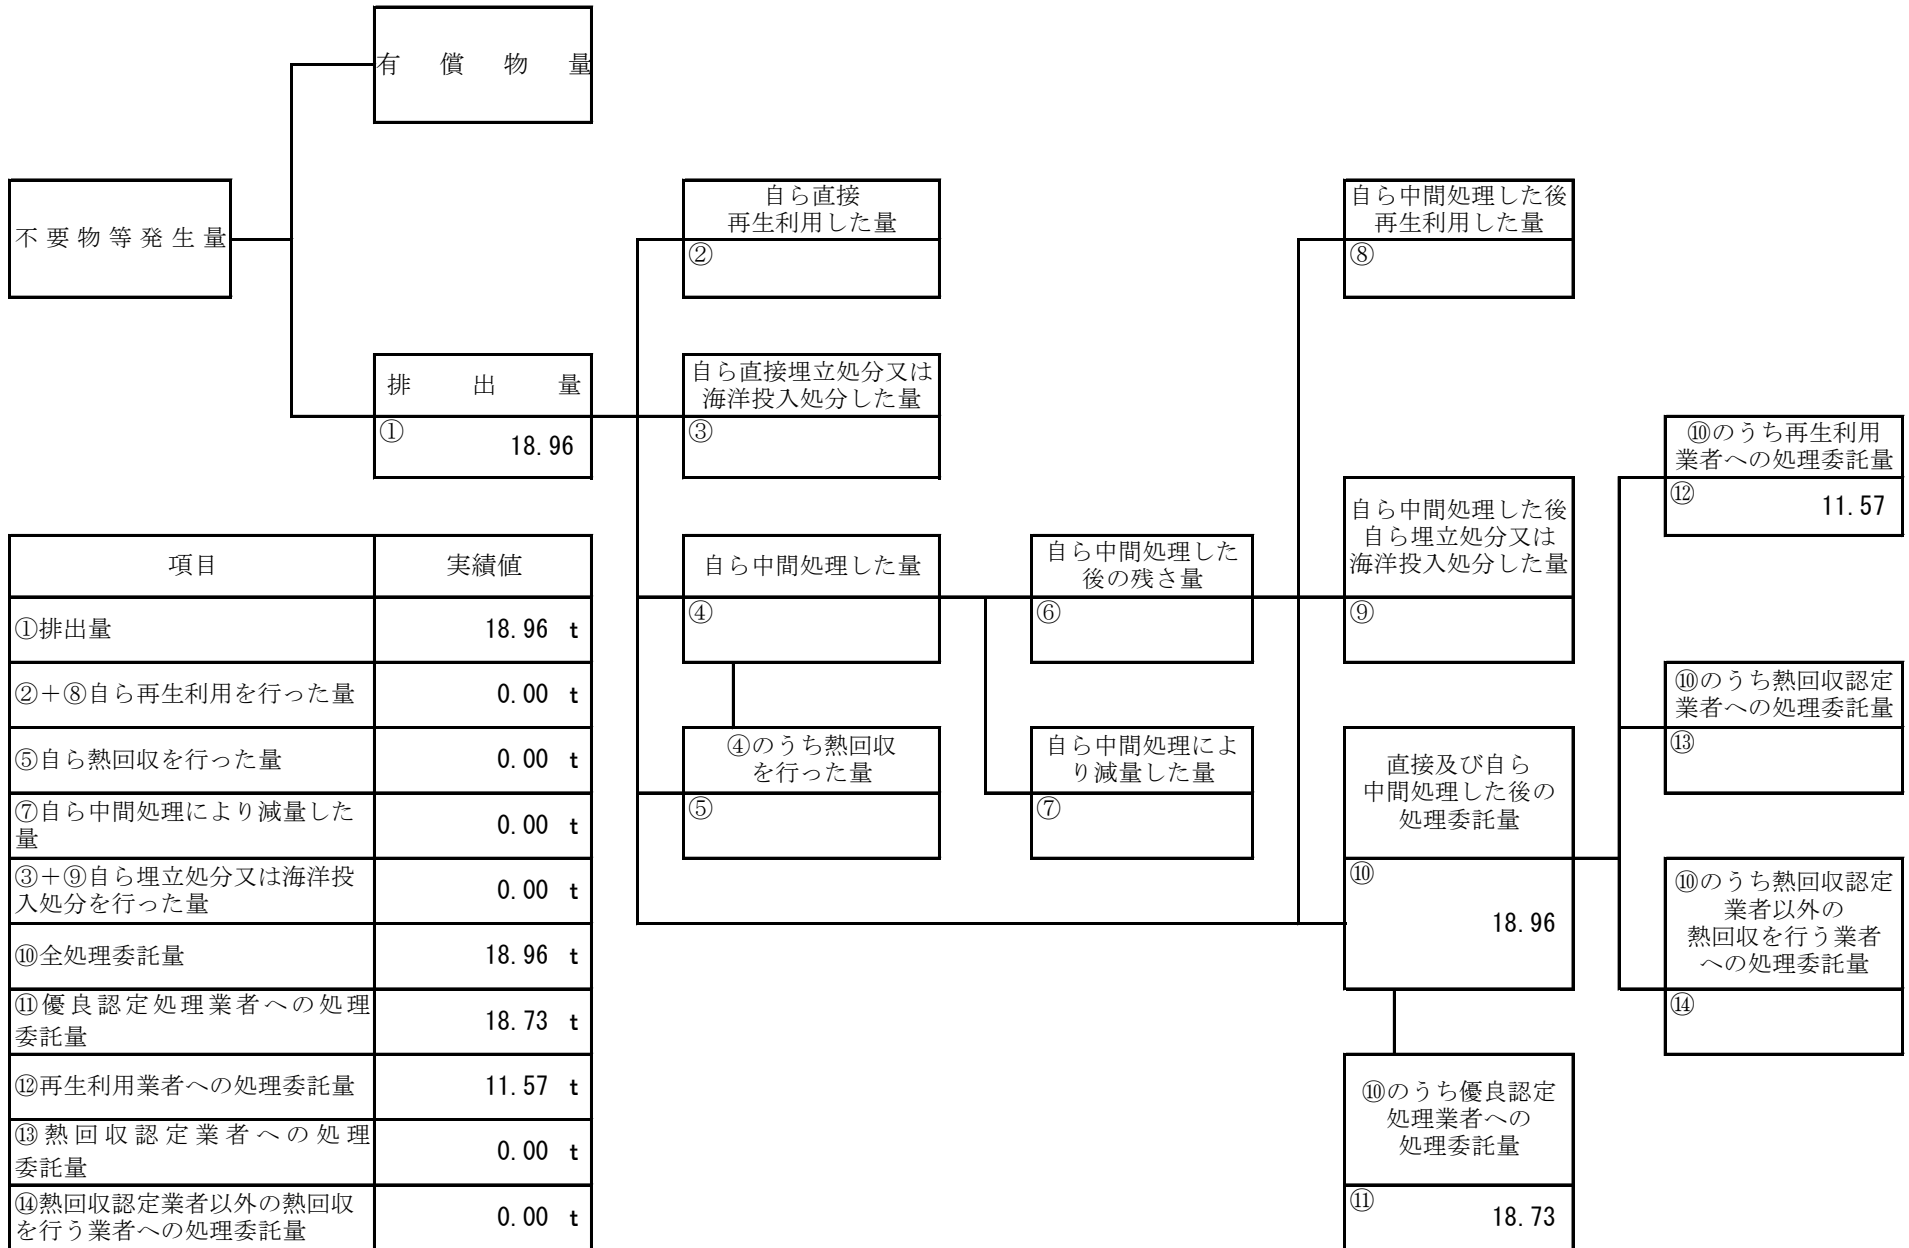 有償物量
不要物等発生量
排出量
①
18.96
自ら直接
再生利用した量
②
自ら直接埋立処分又は
海洋投入処分した量
③
自ら中間処理した量
④
④のうち熱回収
を行った量
⑤
自ら中間処理した
後の残さ量
⑥
自ら中間処理によ
り減量した量
⑦
自ら中間処理した後
再生利用した量
⑧
自ら中間処理した後
自ら埋立処分又は
海洋投入処分した量
⑨
直接及び自ら
中間処理した後の
処理委託量
⑩
18.96
⑩のうち優良認定
処理業者への
処理委託量
⑪
18.73
⑩のうち再生利用
業者への処理委託量
⑫
11.57
⑩のうち熱回収認定
業者への処理委託量
⑬
⑩のうち熱回収認定
業者以外の
熱回収を行う業者
への処理委託量
⑭
項目 実績値
①排出量 18.96 t
②+⑧自ら再生利用を行った量 0.00 t
⑤自ら熱回収を行った量 0.00 t
⑦自ら中間処理により減量した
量 0.00 t
③+⑨自ら埋立処分又は海洋投
入処分を行った量 0.00 t
⑩全処理委託量 18.96 t
⑪優良認定処理業者への処理
委託量 18.73 t
⑫再生利用業者への処理委託量 11.57 t
⑬熱回収認定業者への処理
委託量 0.00 t
⑭熱回収認定業者以外の熱回収
を行う業者への処理委託量 0.00 t